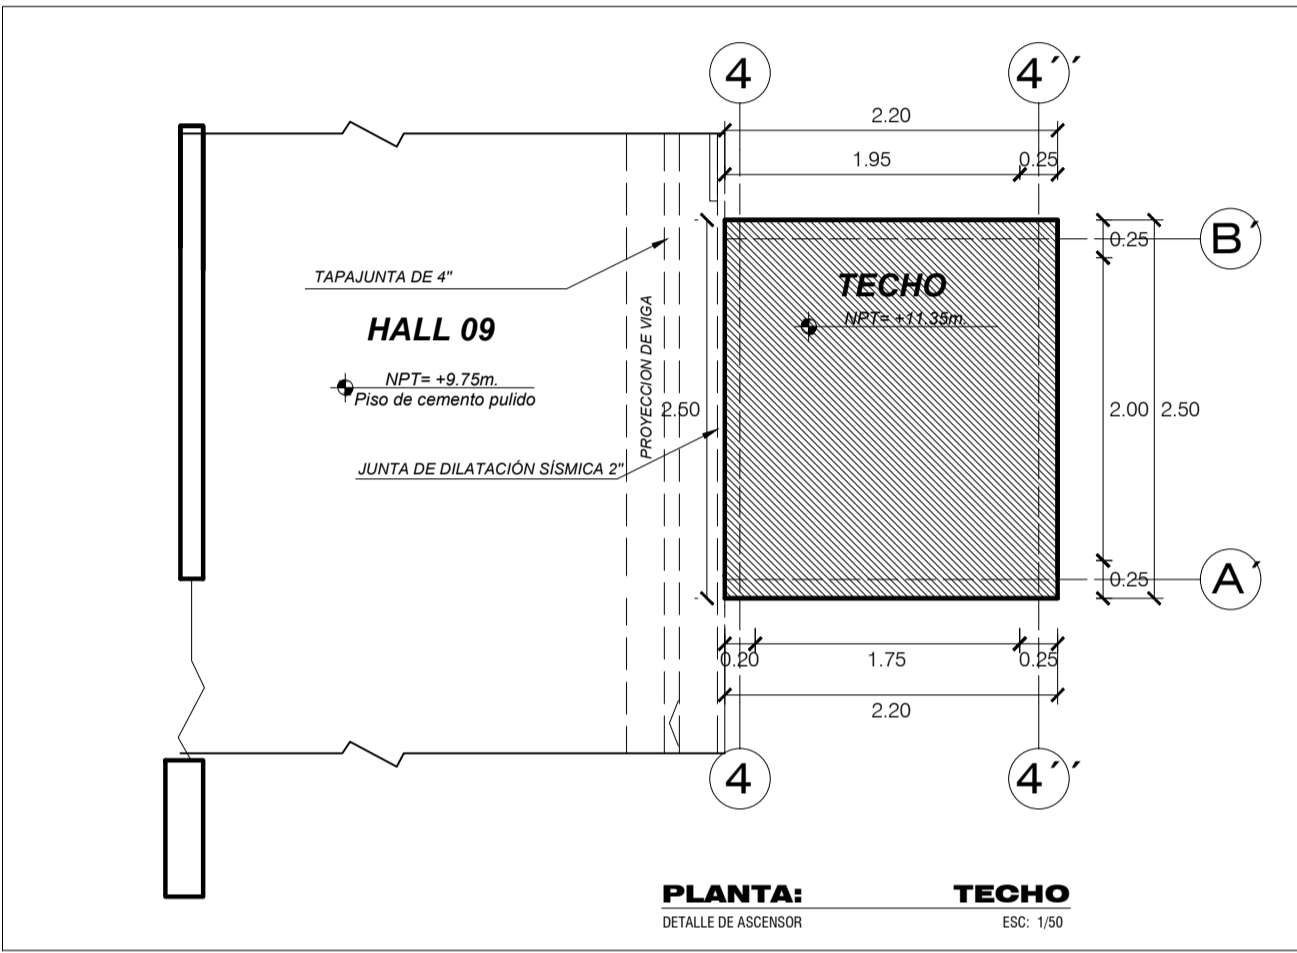 4
4´´
2.20
1.95
0.25
B´
0.25
TAPAJUNTA DE 4"
TECHO
NPT= +11.35m.
HALL 09
NPT= +9.75m.
Piso de cemento pulido
PROYECCION DE VIGA
2.50
2.00
2.50
JUNTA DE DILATACIÓN SÍSMICA 2"
0.25
A´
0.20
1.75
0.25
2.20
4
4´´
PLANTA:
TECHO
DETALLE DE ASCENSOR
ESC: 1/50